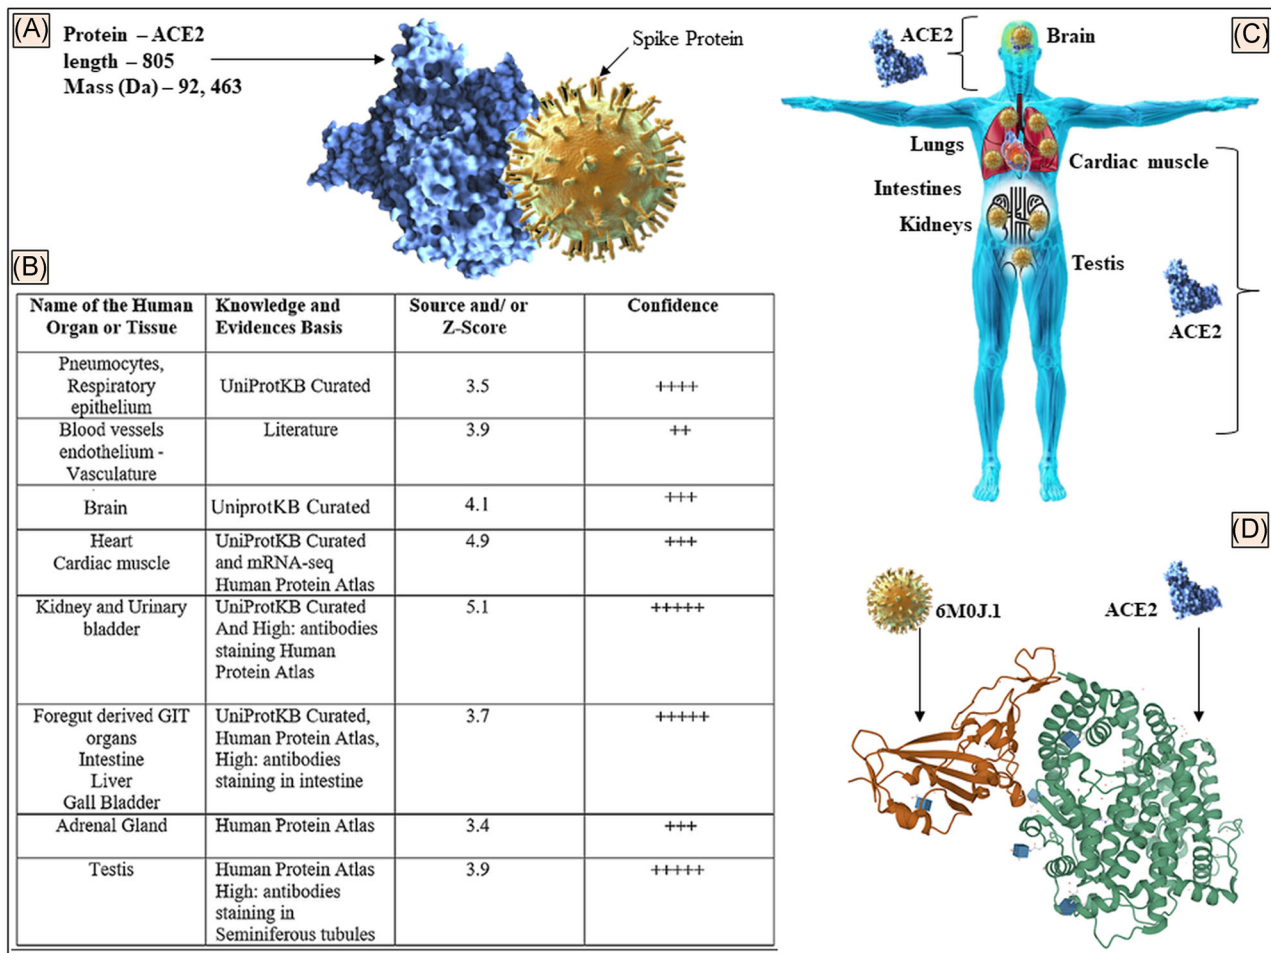 (A)
Protein – ACE2
length – 805
Mass (Da) – 92, 463
Spike Protein
(B)
Name of the Human
Organ or Tissue
Knowledge and
Evidences Basis
Source and/ or
Z-Score
Confidence
Pneumocytes,
Respiratory
epithelium
UniProtKB Curated
3.5
++++
Blood vessels
endothelium -
Vasculature
Literature
3.9
++
Brain
UniprotKB Curated
4.1
+++
Heart
Cardiac muscle
UniProtKB Curated
and mRNA-seq
Human Protein Atlas
4.9
+++
Kidney and Urinary
bladder
UniProtKB Curated
And High: antibodies
staining Human
Protein Atlas
5.1
+++++
Foregut derived GIT
organs
Intestine
Liver
Gall Bladder
UniProtKB Curated,
Human Protein Atlas,
High: antibodies
staining in intestine
3.7
+++++
Adrenal Gland
Human Protein Atlas
3.4
+++
Testis
Human Protein Atlas
High: antibodies
staining in
Seminiferous tubules
3.9
+++++
(C)
ACE2
Brain
Lungs
Cardiac muscle
Intestines
Kidneys
Testis
ACE2
(D)
6M0J.1
ACE2